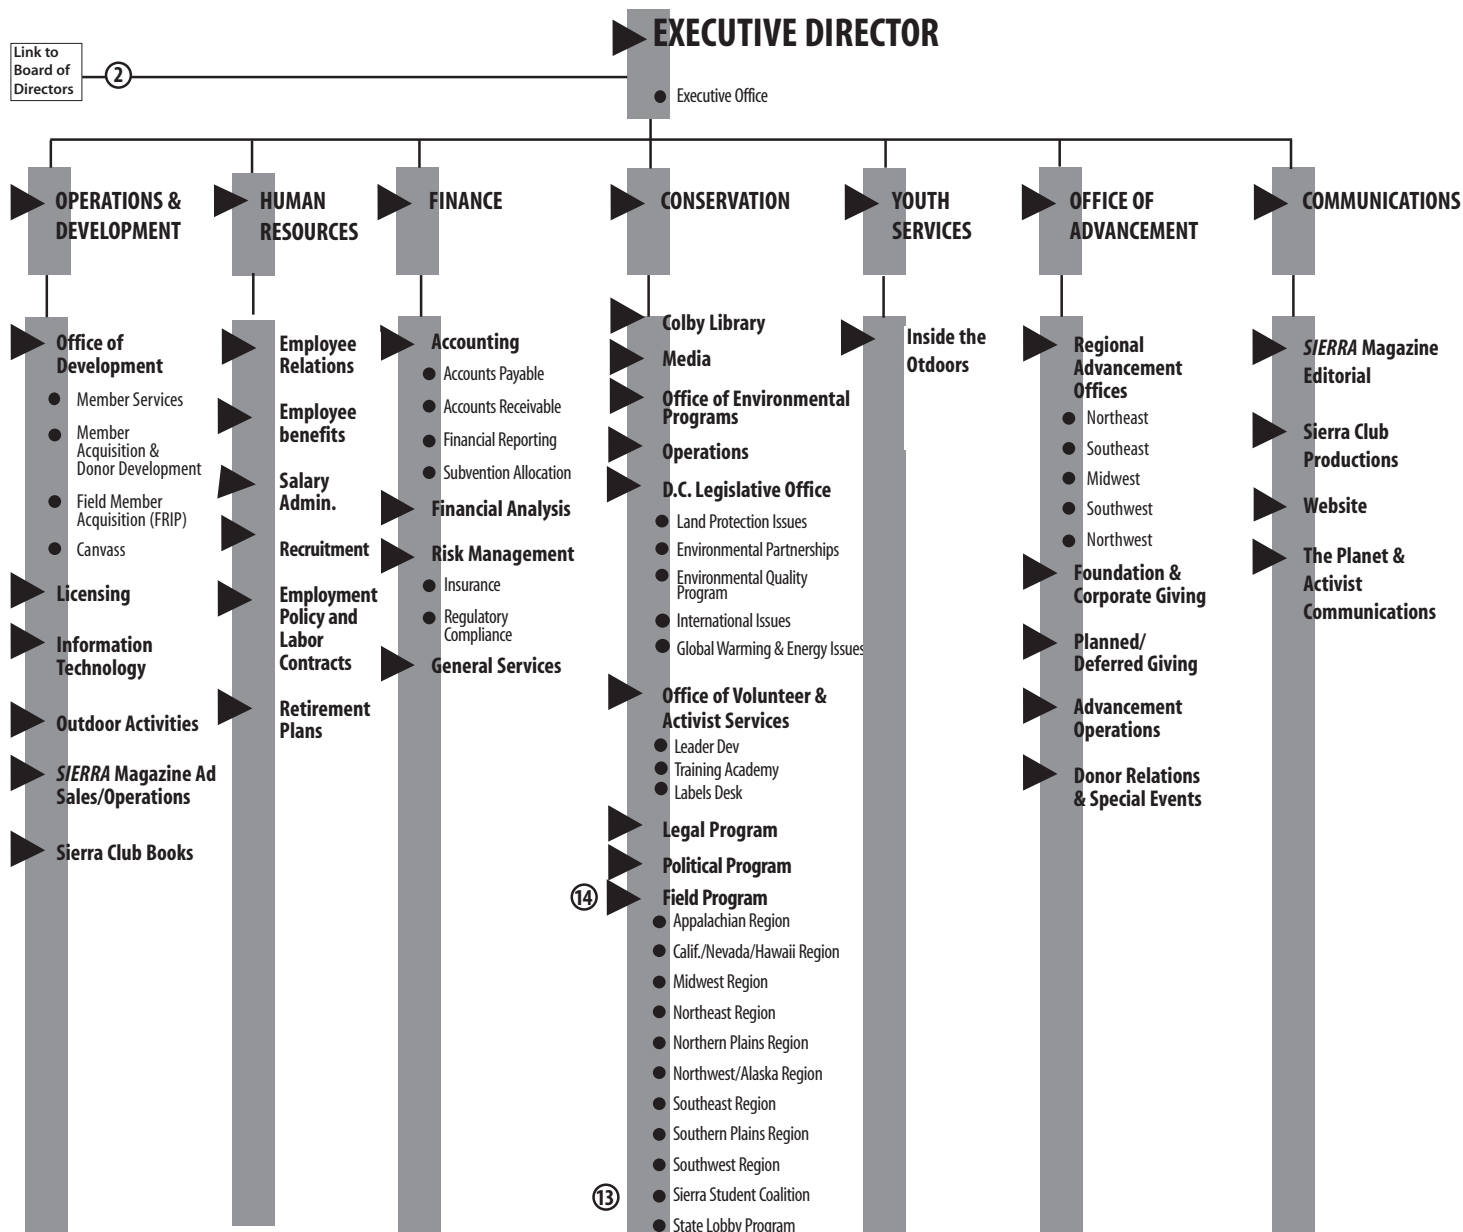 EXECUTIVE DIRECTOR
Link to
Board of
Directors
2
Executive Office
OPERATIONS &
DEVELOPMENT
HUMAN
RESOURCES
FINANCE
CONSERVATION
YOUTH
SERVICES
OFFICE OF
ADVANCEMENT
COMMUNICATIONS
Office of
Development
Member Services
Member
Acquisition &
Donor Development
Field Member
Acquisition (FRIP)
Canvass
Licensing
Information
Technology
Outdoor Activities
SIERRA Magazine Ad
Sales/Operations
Sierra Club Books
Employee
Relations
Employee
benefits
Salary
Admin.
Recruitment
Employment
Policy and
Labor
Contracts
Retirement
Plans
Accounting
Accounts Payable
Accounts Receivable
Financial Reporting
Subvention Allocation
Financial Analysis
Risk Management
Insurance
Regulatory
Compliance
General Services
Colby Library
Media
Office of Environmental
Programs
Operations
D.C. Legislative Office
Land Protection Issues
Environmental Partnerships
Environmental Quality
Program
International Issues
Global Warming & Energy Issues
Office of Volunteer &
Activist Services
Leader Dev
Training Academy
Labels Desk
Legal Program
Political Program
14
Field Program
Appalachian Region
Calif./Nevada/Hawaii Region
Midwest Region
Northeast Region
Northern Plains Region
Northwest/Alaska Region
Southeast Region
Southern Plains Region
Southwest Region
13
Sierra Student Coalition
State Lobby Program
Inside the
Otdoors
Regional
Advancement
Offices
Northeast
Southeast
Midwest
Southwest
Northwest
Foundation &
Corporate Giving
Planned/
Deferred Giving
Advancement
Operations
Donor Relations
& Special Events
SIERRA Magazine
Editorial
Sierra Club
Productions
Website
The Planet &
Activist
Communications